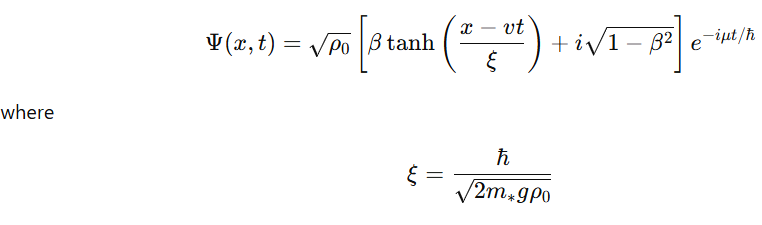 Ψ(x, t) = √ρ₀ [β tanh((x − vt)/ξ) + i√(1 − β²)] e^(−iμt/ħ)
where
ξ = ħ/√(2m∗gρ₀)